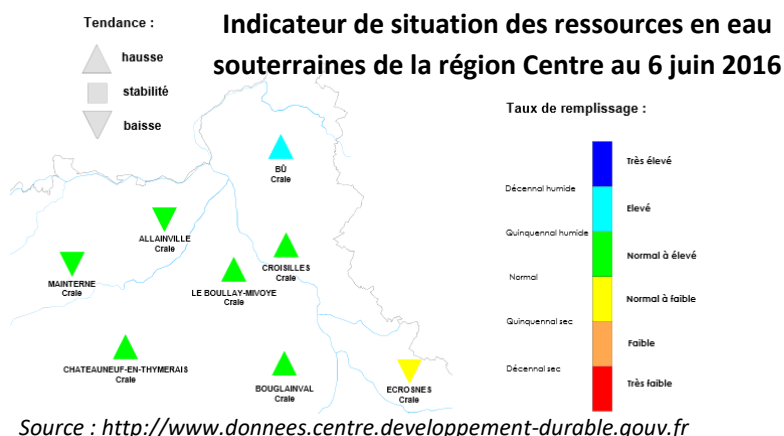 Tendance :
hausse
stabilité
baisse
Indicateur de situation des ressources en eau
souterraines de la région Centre au 6 juin 2016
BÛ
Craie
ALLAINVILLE
Craie
MAINTERNE
Craie
CROISILLES
Craie
LE BOULLAY-MIVOYE
Craie
CHATEAUNEUF-EN-THYMERAIS
Craie
BOUGLAINVAL
Craie
ECROSNES
Craie
Taux de remplissage :
Très élevé
Décennal humide
Elevé
Quinquennal humide
Normal à élevé
Normal
Normal à faible
Quinquennal sec
Faible
Décennal sec
Très faible
Source : http://www.donnees.centre.developpement-durable.gouv.fr